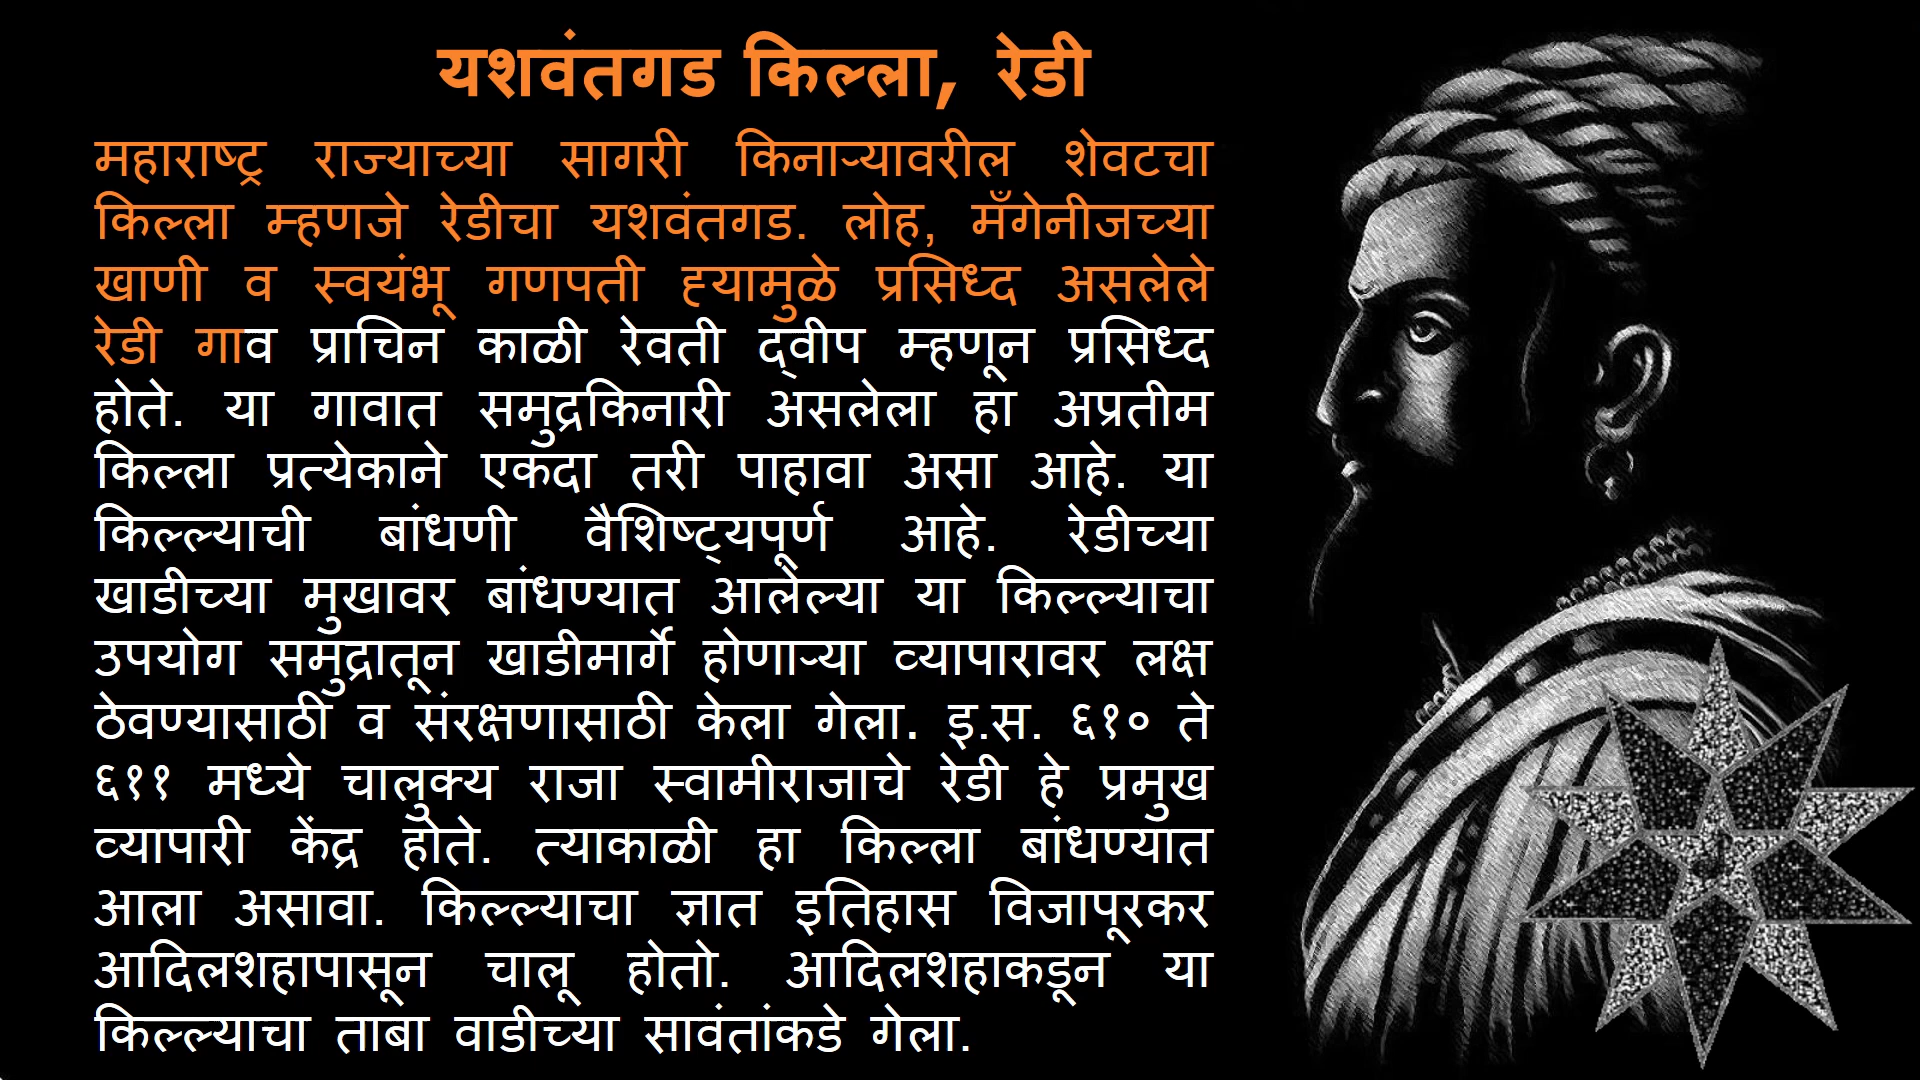 यशवंतगड किल्ला, रेडी
महाराष्ट्र राज्याच्या सागरी किनाऱ्यावरील शेवटचा
किल्ला म्हणजे रेडीचा यशवंतगड. लोह, मँगेनीजच्या
खाणी व स्वयंभू गणपती ह्यामुळे प्रसिध्द असलेले
रेडी गाव प्राचिन काळी रेवती द्वीप म्हणून प्रसिध्द
होते. या गावात समुद्रकिनारी असलेला हा अप्रतीम
किल्ला प्रत्येकाने एकदा तरी पाहावा असा आहे. या
किल्ल्याची बांधणी वैशिष्ट्यपूर्ण आहे. रेडीच्या
खाडीच्या मुखावर बांधण्यात आलेल्या या किल्ल्याचा
उपयोग समुद्रातून खाडीमार्गे होणाऱ्या व्यापारावर लक्ष
ठेवण्यासाठी व संरक्षणासाठी केला गेला. इ.स. ६१० ते
६११ मध्ये चालुक्य राजा स्वामीराजाचे रेडी हे प्रमुख
व्यापारी केंद्र होते. त्याकाळी हा किल्ला बांधण्यात
आला असावा. किल्ल्याचा ज्ञात इतिहास विजापूरकर
आदिलशहापासून चालू होतो. आदिलशहाकडून या
किल्ल्याचा ताबा वाडीच्या सावंतांकडे गेला.